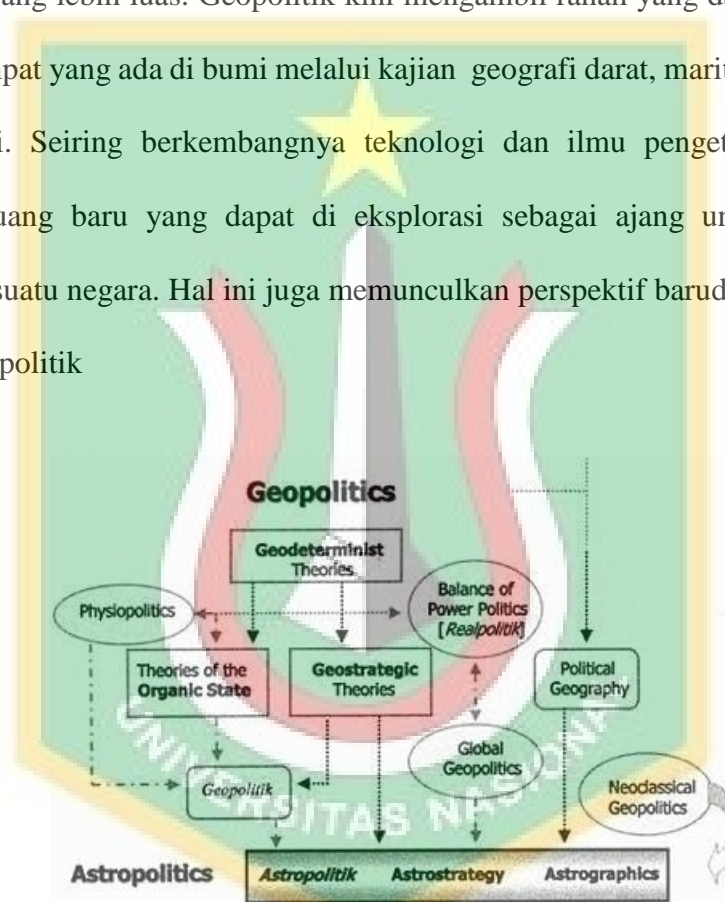 ang lebih luas. Geopolitik kini mengambil ranah yang d
npat yang ada di bumi melalui kajian geografi darat, marit
i. Seiring berkembangnya teknologi dan ilmu penget
uang baru yang dapat di eksplorasi sebagai ajang un
suatu negara. Hal ini juga memunculkan perspektif barud
politik
Geopolitics
Geodeterminist
Theories
Physiopolitics
Balance of
Power Politics
[Realpolitik]
Theories of the
Organic State
Geostrategic
Theories
Political
Geography
Global
Geopolitics
Geopolitik
Neoclassical
Geopolitics
UNIVERSITAS NASIONAL
Astropolitics
Astropolitik
Astrostrategy
Astrographics